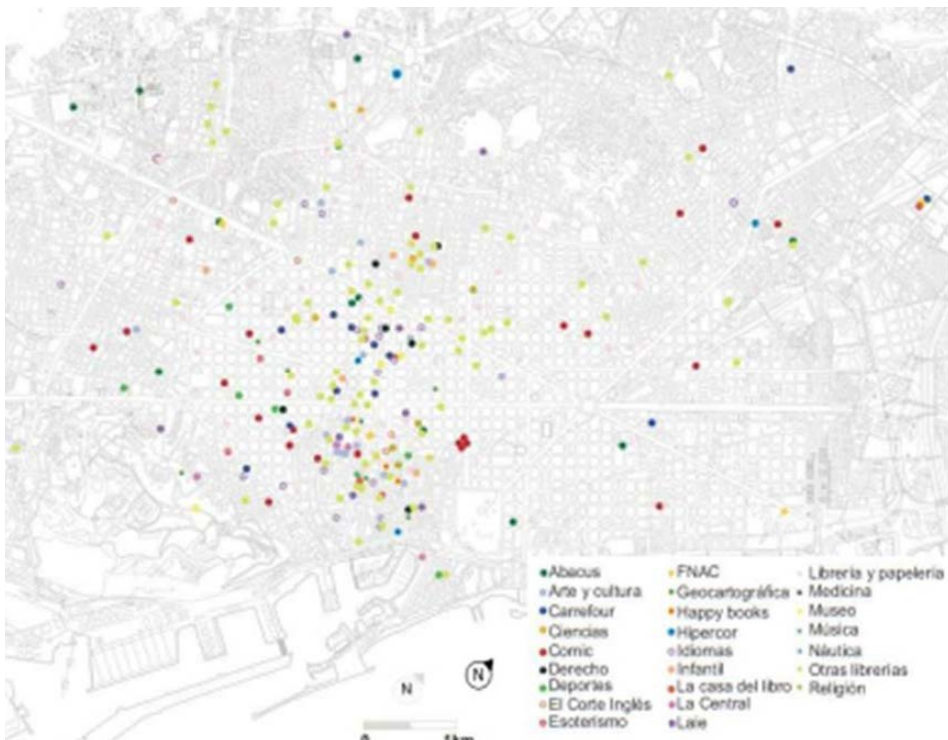 N
N
0 1km
Abacus
Arte y cultura
Carrefour
Ciencias
Comic
Derecho
Deportes
El Corte Inglés
Esoterismo
FNAC
Geocartográfica
Happy books
Hipercor
Idiomas
Infantil
La casa del libro
La Central
Laie
Librería y papelería
Medicina
Museo
Música
Náutica
Otras librerías
Religión